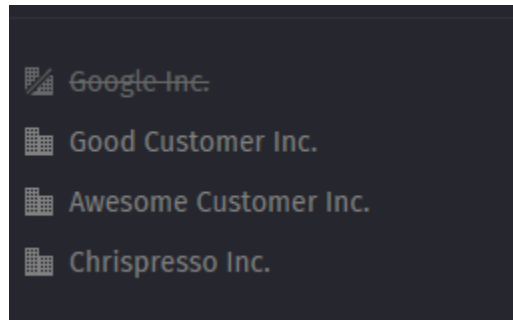 Google Inc.
Good Customer Inc.
Awesome Customer Inc.
Chrispresso Inc.